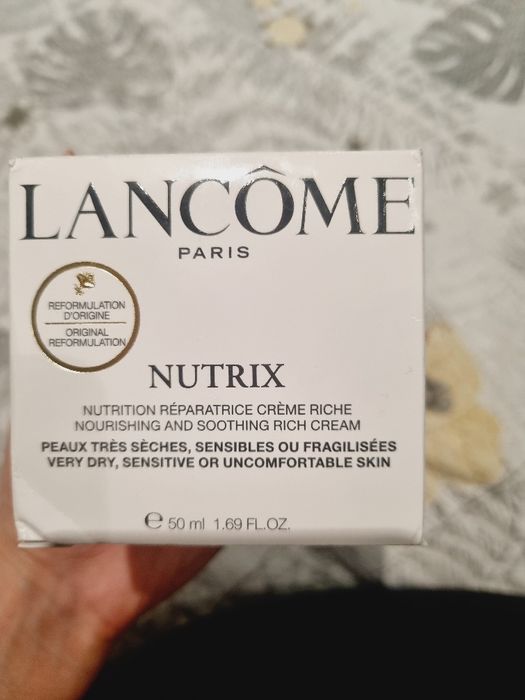 LANCÔME
PARIS
REFORMULATION
D'ORIGINE
ORIGINAL
REFORMULATION
NUTRIX
NUTRITION RÉPARATRICE CRÈME RICHE
NOURISHING AND SOOTHING RICH CREAM
PEAUX TRÈS SÈCHES, SENSIBLES OU FRAGILISÉES
VERY DRY, SENSITIVE OR UNCOMFORTABLE SKIN
℮ 50 ml 1.69 FL.OZ.